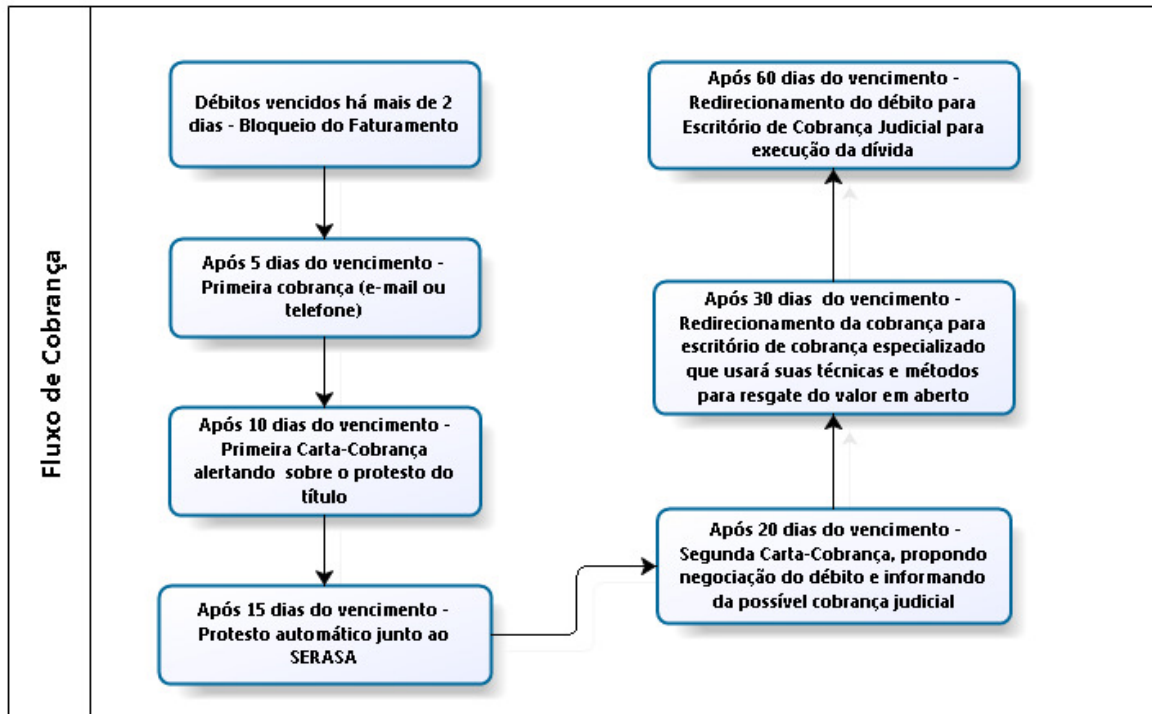 Fluxo de Cobrança
Débitos vencidos há mais de 2
dias - Bloqueio do Faturamento
Após 5 dias do vencimento -
Primeira cobrança (e-mail ou
telefone)
Após 10 dias do vencimento -
Primeira Carta-Cobrança
alertando sobre o protesto do
título
Após 15 dias do vencimento -
Protesto automático junto ao
SERASA
Após 20 dias do vencimento -
Segunda Carta-Cobrança, propondo
negociação do débito e informando
da possível cobrança judicial
Após 30 dias do vencimento -
Redirecionamento da cobrança para
escritório de cobrança especializado
que usará suas técnicas e métodos
para resgate do valor em aberto
Após 60 dias do vencimento -
Redirecionamento do débito para
Escritório de Cobrança Judicial para
execução da dívida